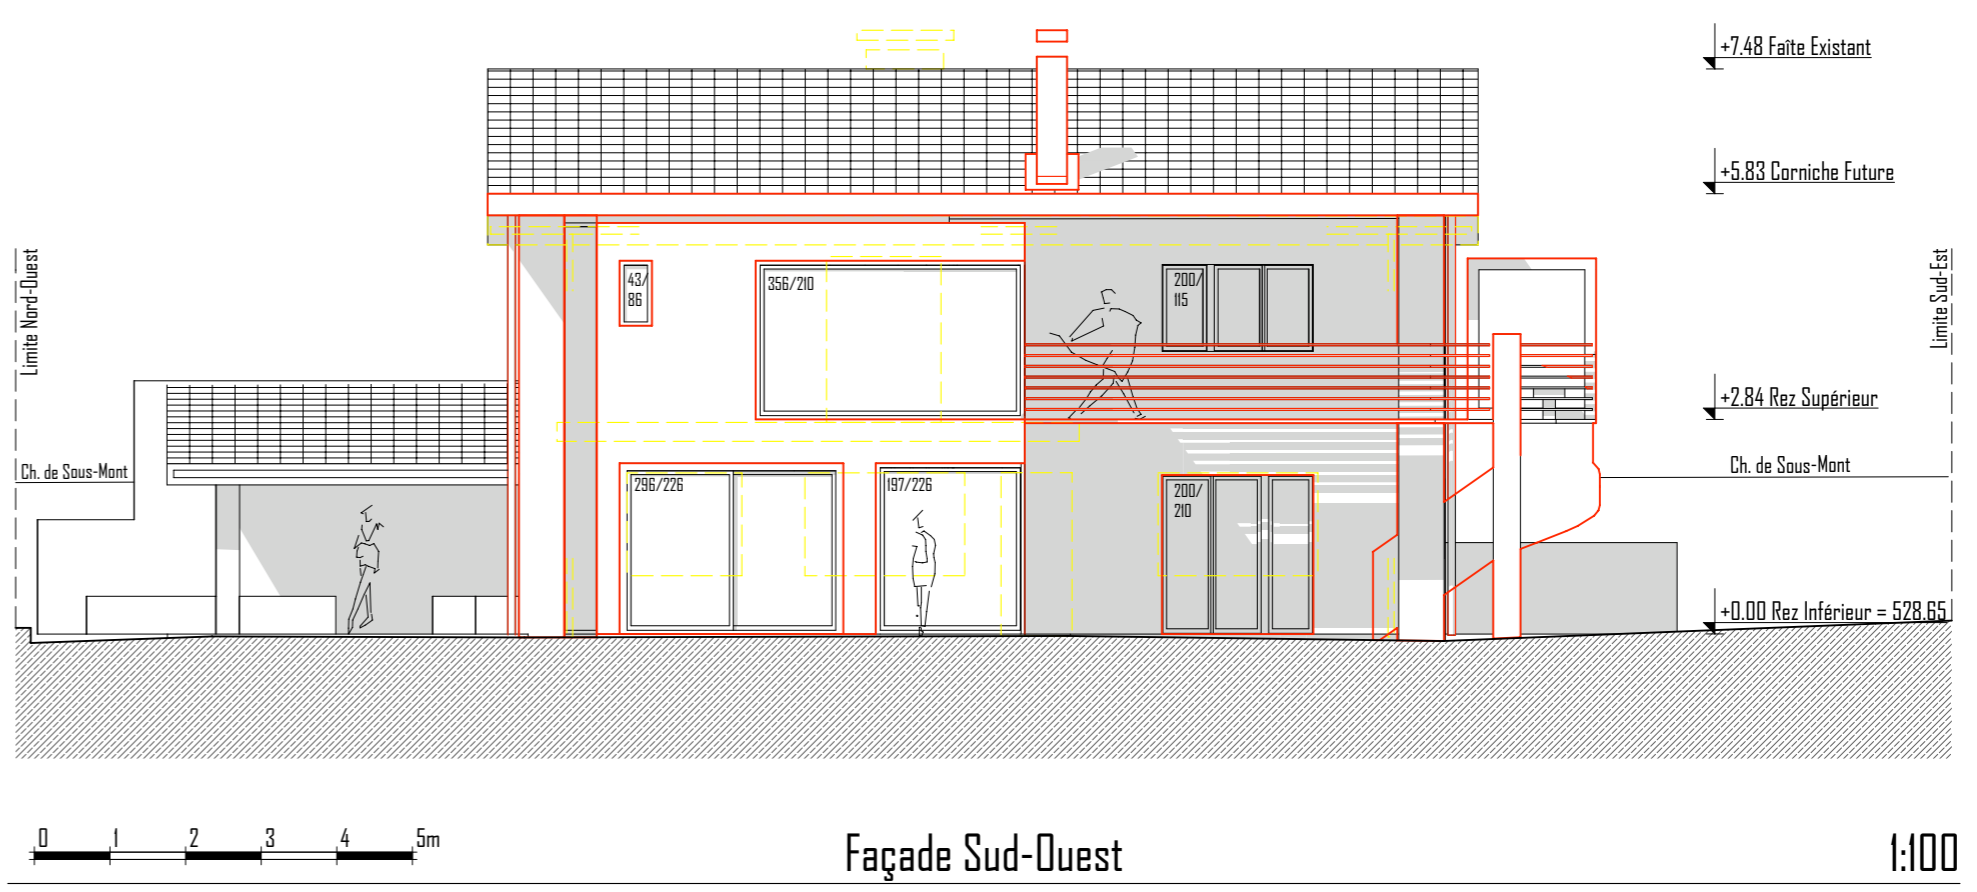 +7.48 Faîte Existant
+5.83 Corniche Future
Limite Nord-Ouest
Limite Sud-Est
43/
86
356/210
200/
115
+2.84 Rez Supérieur
Ch. de Sous-Mont
Ch. de Sous-Mont
296/226
197/226
200/
210
+0.00 Rez Inférieur = 528.65
0 1 2 3 4 5m
Façade Sud-Ouest
1:100